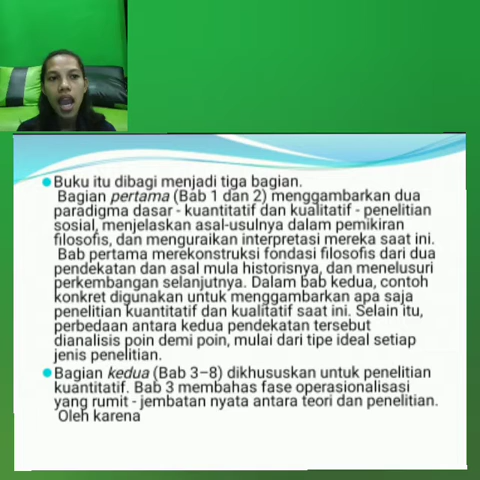 Buku itu dibagi menjadi tiga bagian.
Bagian pertama (Bab 1 dan 2) menggambarkan dua
paradigma dasar - kuantitatif dan kualitatif - penelitian
sosial, menjelaskan asal-usulnya dalam pemikiran
filosofis, dan menguraikan interpretasi mereka saat ini.
Bab pertama merekonstruksi fondasi filosofis dari dua
pendekatan dan asal mula historisnya, dan menelusuri
perkembangan selanjutnya. Dalam bab kedua, contoh
konkret digunakan untuk menggambarkan apa saja
penelitian kuantitatif dan kualitatif saat ini. Selain itu,
perbedaan antara kedua pendekatan tersebut
dianalisis poin demi poin, mulai dari tipe ideal setiap
jenis penelitian.
Bagian kedua (Bab 3–8) dikhususkan untuk penelitian
kuantitatif. Bab 3 membahas fase operasionalisasi
yang rumit - jembatan nyata antara teori dan penelitian.
Oleh karena